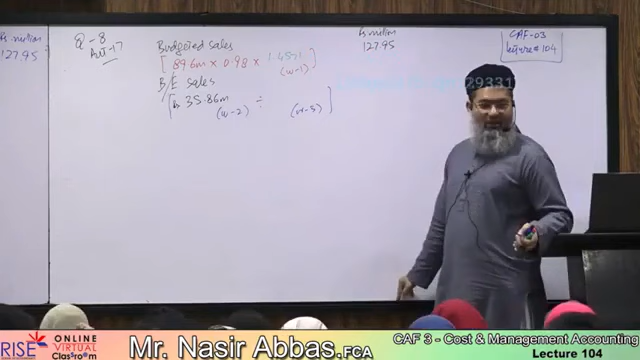 Rs. million
127.95
Q-8
Aut-17
Budgeted sales
[ 89.6m x 0.98 x 1.4571 ]
(w-1)
B/E sales
[ Rs 35.86m ÷ ]
(w-2) (w-3)
Rs million
127.95
CAF-03
lecture # 104
RISE
ONLINE
VIRTUAL
Classroom
Mr. Nasir Abbas, FCA
CAF 3 - Cost & Management Accounting
Lecture 104